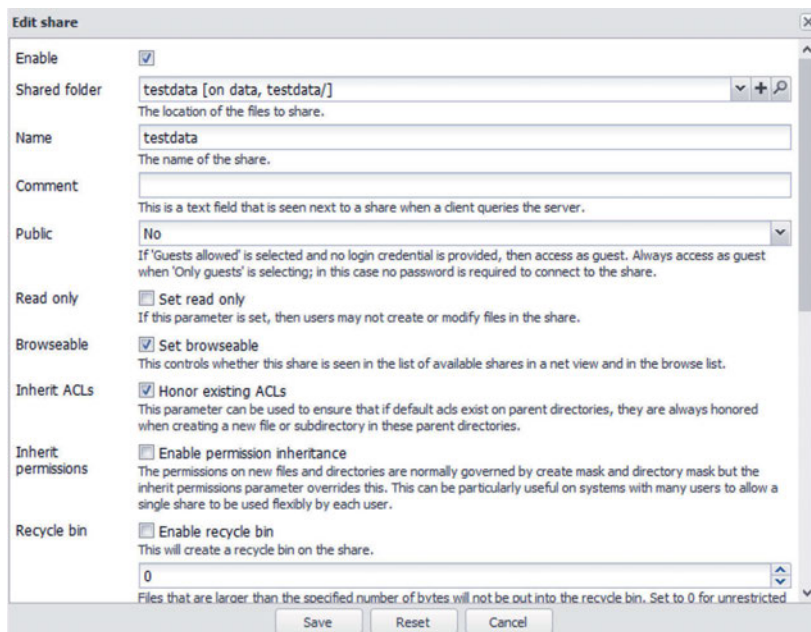 Edit share
Enable
Shared folder
testdata [on data, testdata/]
The location of the files to share.
Name
testdata
The name of the share.
Comment
This is a text field that is seen next to a share when a client queries the server.
Public
No
If 'Guests allowed' is selected and no login credential is provided, then access as guest. Always access as guest
when 'Only guests' is selecting; in this case no password is required to connect to the share.
Read only
Set read only
If this parameter is set, then users may not create or modify files in the share.
Browseable
Set browseable
This controls whether this share is seen in the list of available shares in a net view and in the browse list.
Inherit ACLs
Honor existing ACLs
This parameter can be used to ensure that if default acls exist on parent directories, they are always honored
when creating a new file or subdirectory in these parent directories.
Inherit
permissions
Enable permission inheritance
The permissions on new files and directories are normally governed by create mask and directory mask but the
inherit permissions parameter overrides this. This can be particularly useful on systems with many users to allow a
single share to be used flexibly by each user.
Recycle bin
Enable recycle bin
This will create a recycle bin on the share.
0
Files that are larger than the specified number of bytes will not be put into the recycle bin. Set to 0 for unrestricted
Save
Reset
Cancel